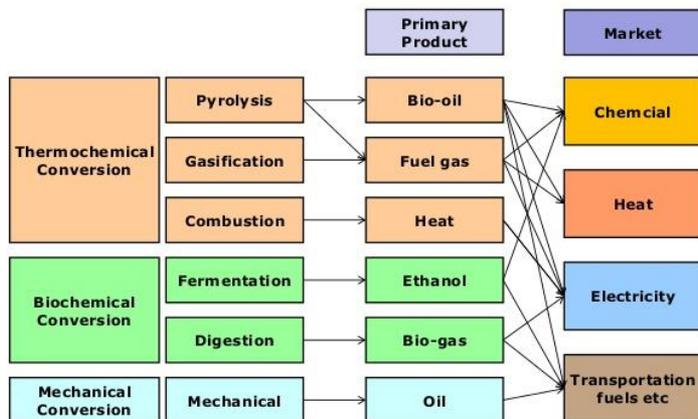 Primary
Product
Market
Thermochemical
Conversion
Pyrolysis
Bio-oil
Chemcial
Gasification
Fuel gas
Combustion
Heat
Heat
Biochemical
Conversion
Fermentation
Ethanol
Electricity
Digestion
Bio-gas
Mechanical
Conversion
Mechanical
Oil
Transportation
fuels etc